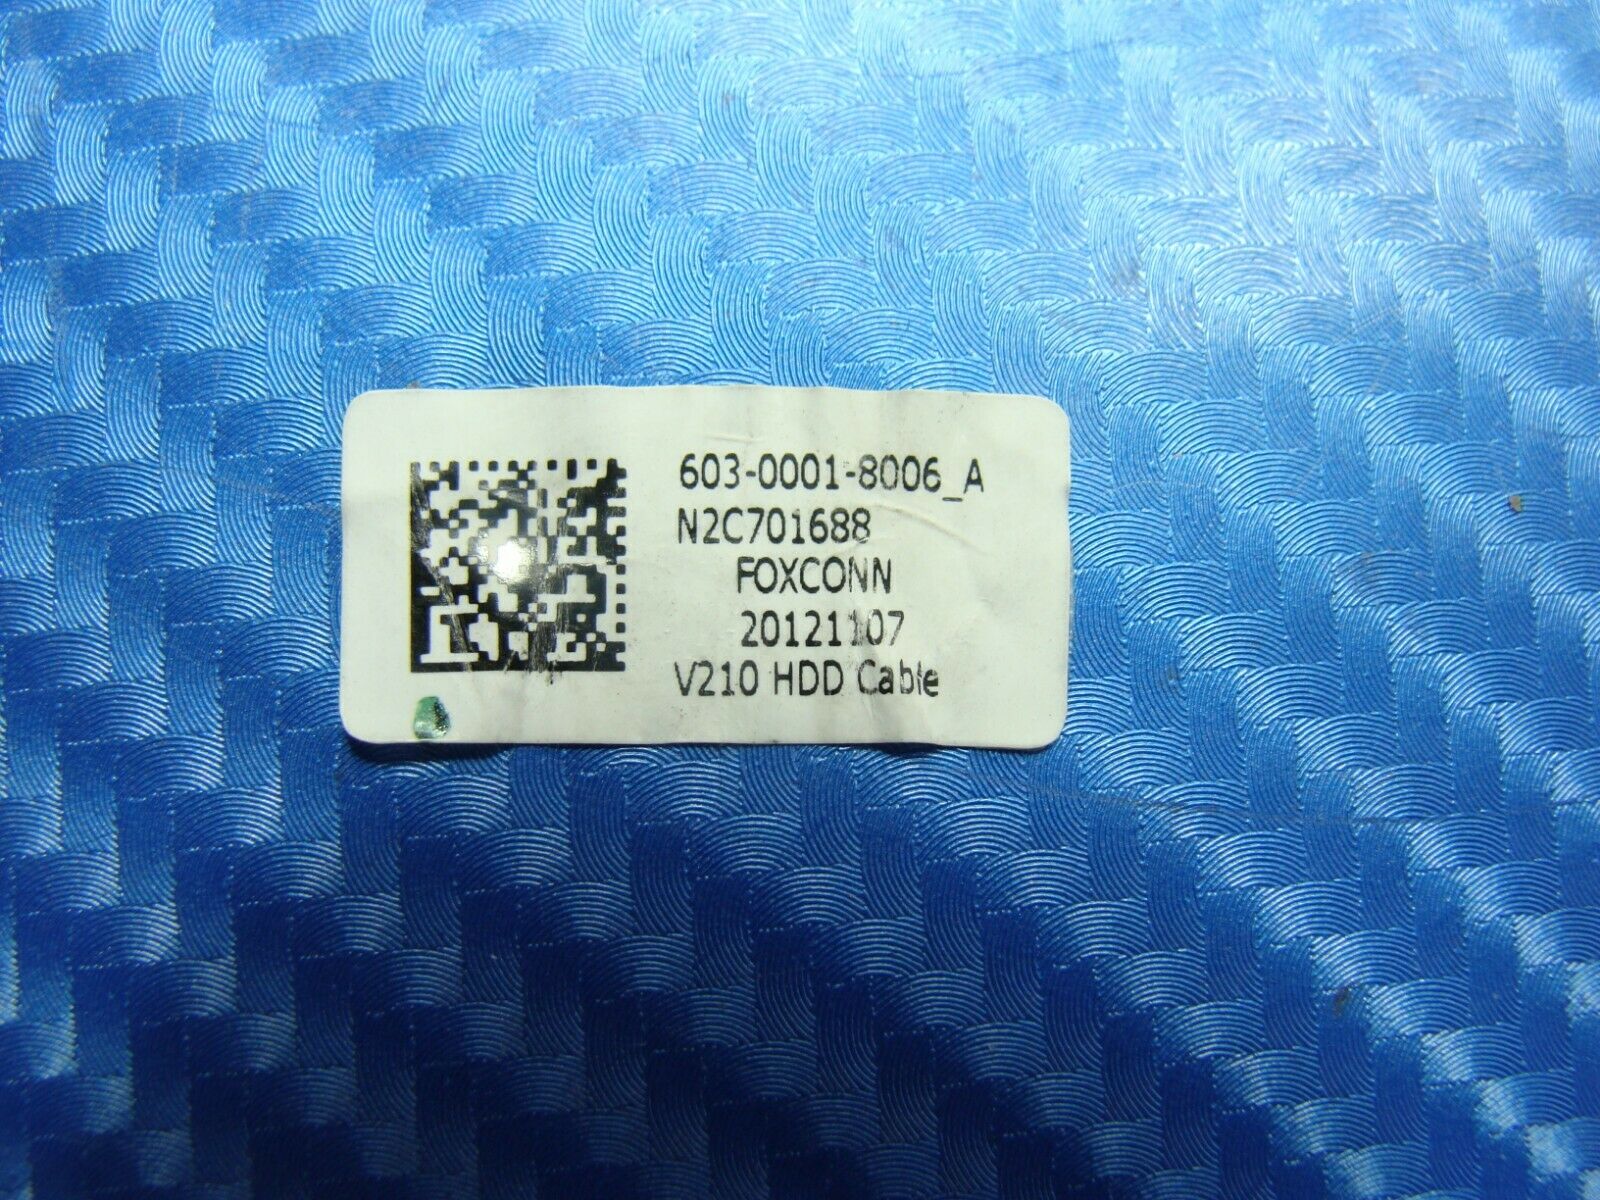 603-0001-8006_A
N2C701688
FOXCONN
20121107
V210 HDD Cable